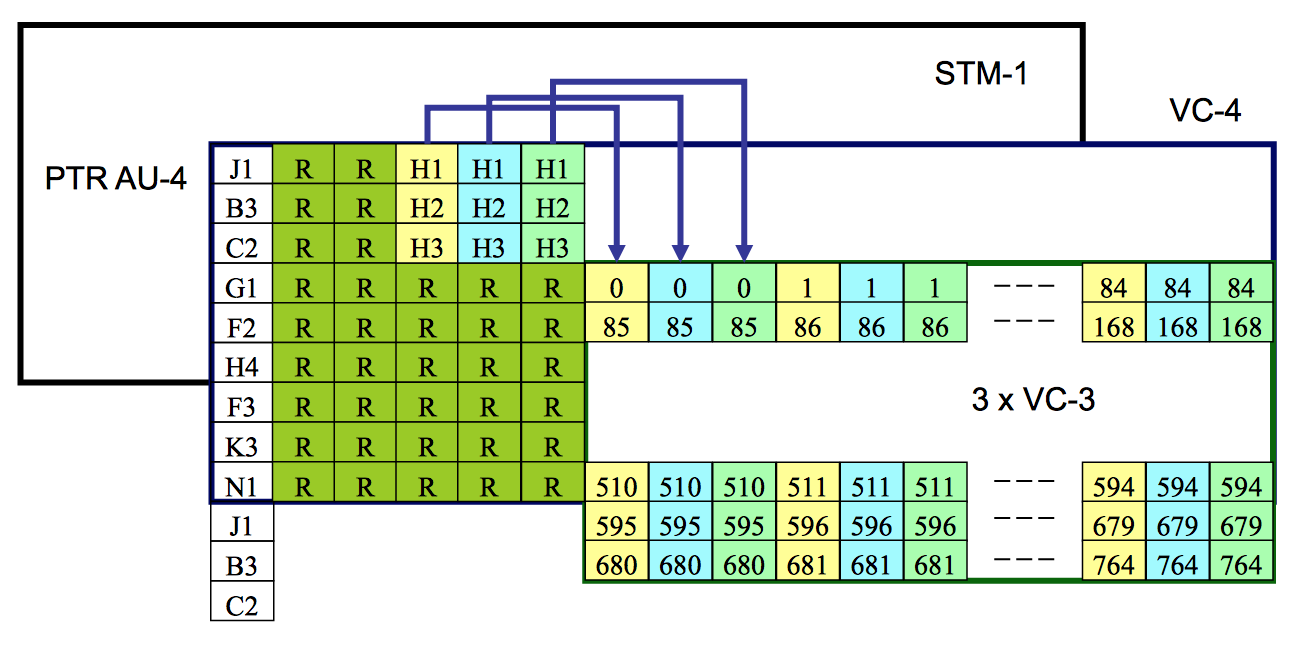 STM-1
VC-4
PTR AU-4
J1 R R H1 H1 H1
B3 R R H2 H2 H2
C2 R R H3 H3 H3
G1 R R R R R 0 0 0 1 1 1 --- 84 84 84
F2 R R R R R 85 85 85 86 86 86 --- 168 168 168
H4 R R R R R
F3 R R R R R
3 x VC-3
K3 R R R R R
N1 R R R R R 510 510 510 511 511 511 --- 594 594 594
J1 595 595 595 596 596 596 --- 679 679 679
B3 680 680 680 681 681 681 --- 764 764 764
C2